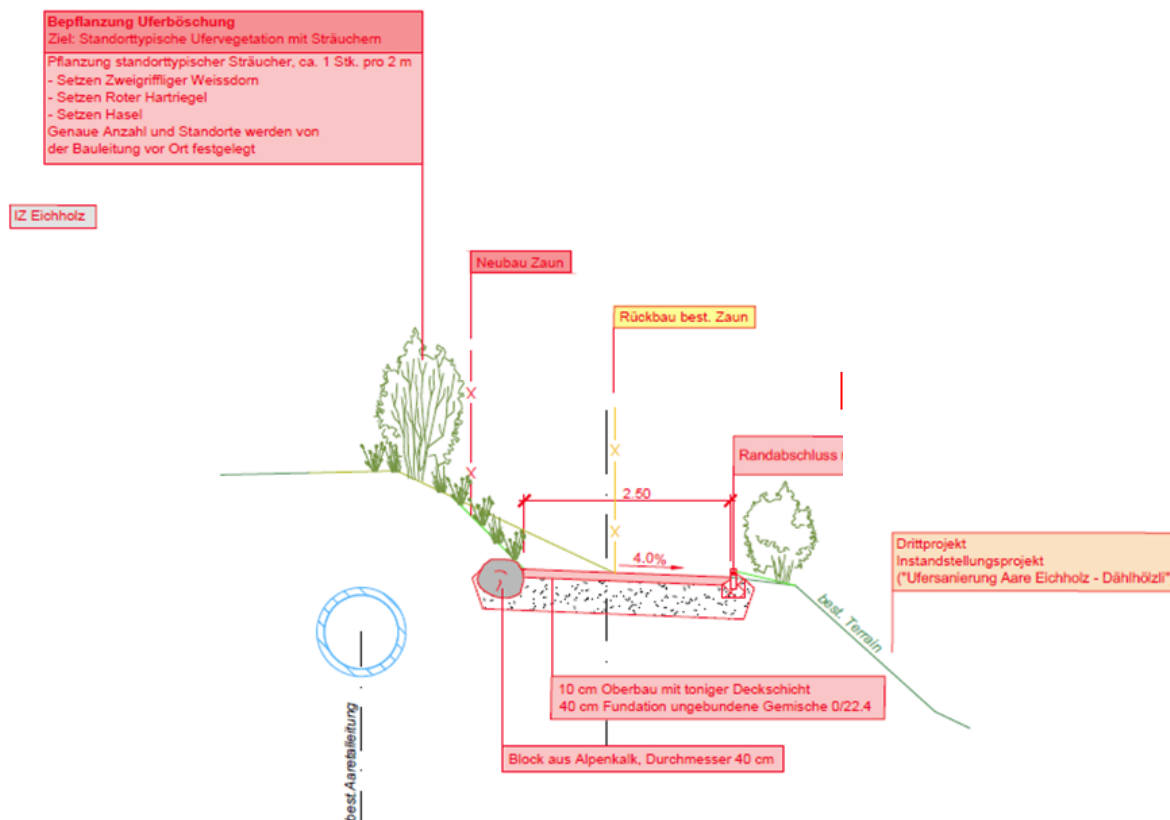 Bepflanzung Uferböschung
Ziel: Standorttypische Ufervegetation mit Sträuchern
Pflanzung standorttypischer Sträucher, ca. 1 Stk. pro 2 m
- Setzen Zweigriffliger Weissdorn
- Setzen Roter Hartriegel
- Setzen Hasel
Genaue Anzahl und Standorte werden von
der Bauleitung vor Ort festgelegt
IZ Eichholz
Neubau Zaun
Rückbau best. Zaun
Randabschluss
2.50
4.0%
Drittprojekt
Instandstellungsprojekt
("Ufersanierung Aare Eichholz - Dählhölzli"
best. Terrain
10 cm Oberbau mit toniger Deckschicht
40 cm Fundation ungebundene Gemische 0/22.4
Block aus Alpenkalk, Durchmesser 40 cm
best.Aaretalleitung